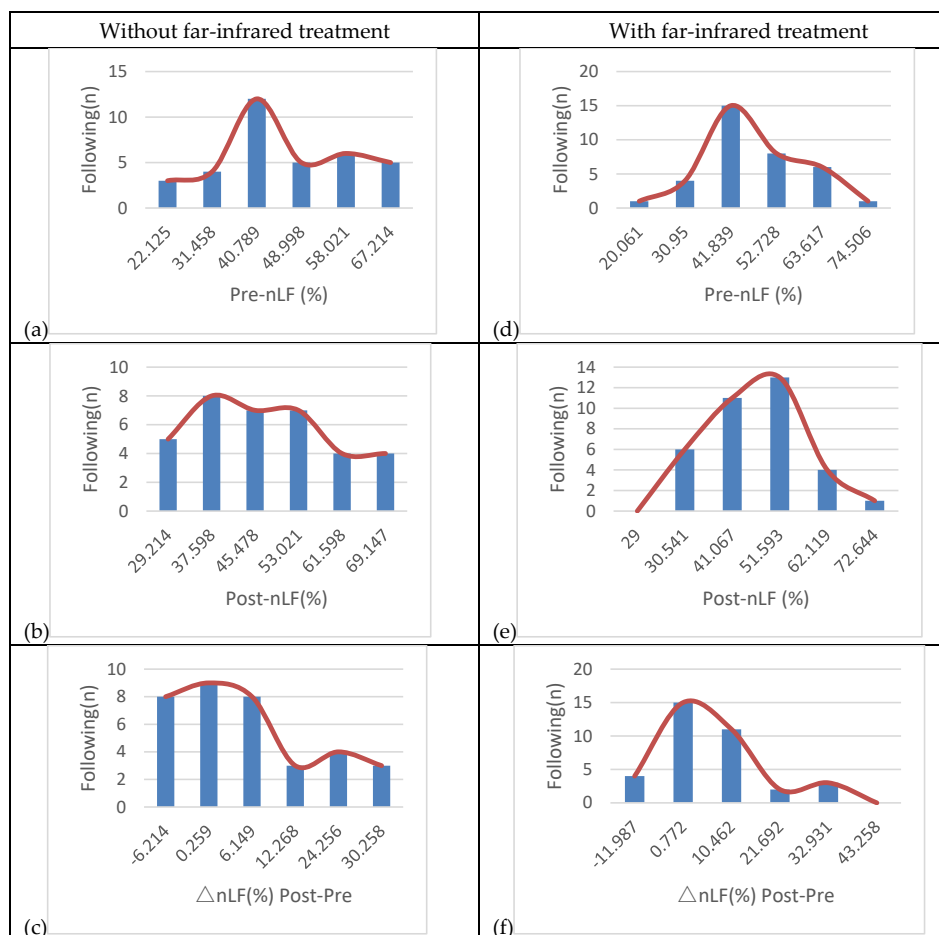 Without far-infrared treatment
With far-infrared treatment
15
10
5
0
Following(n)
22.125 31.458 40.789 48.998 58.021 67.214
Pre-nLF (%)
(a)
20
15
10
5
0
Following(n)
20.061 30.95 41.839 52.728 63.617 74.506
Pre-nLF (%)
(d)
10
8
6
4
2
0
Following(n)
29.214 37.598 45.478 53.021 61.598 69.147
Post-nLF(%)
(b)
14
12
10
8
6
4
2
0
Following(n)
29 30.541 41.067 51.593 62.119 72.644
Post-nLF (%)
(e)
10
8
6
4
2
0
Following(n)
-6.214 0.259 6.149 12.268 24.256 30.258
△nLF(%) Post-Pre
(c)
20
15
10
5
0
Following(n)
-11.987 0.772 10.462 21.692 32.931 43.258
△nLF(%) Post-Pre
(f)